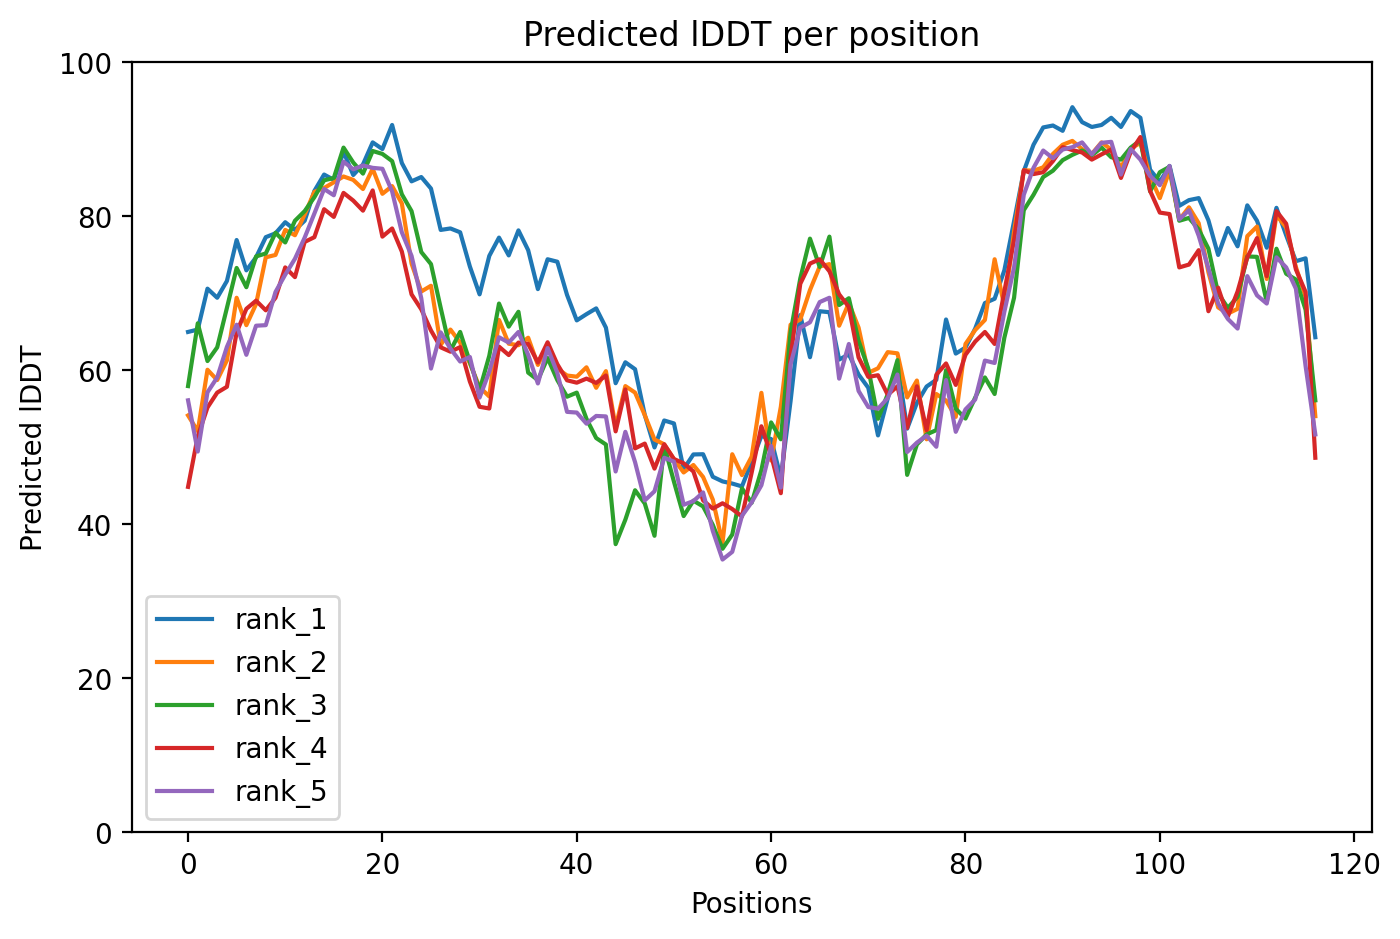 Predicted lDDT per position
100
80
60
40
20
0
Predicted lDDT
rank_1
rank_2
rank_3
rank_4
rank_5
0 20 40 60 80 100 120
Positions